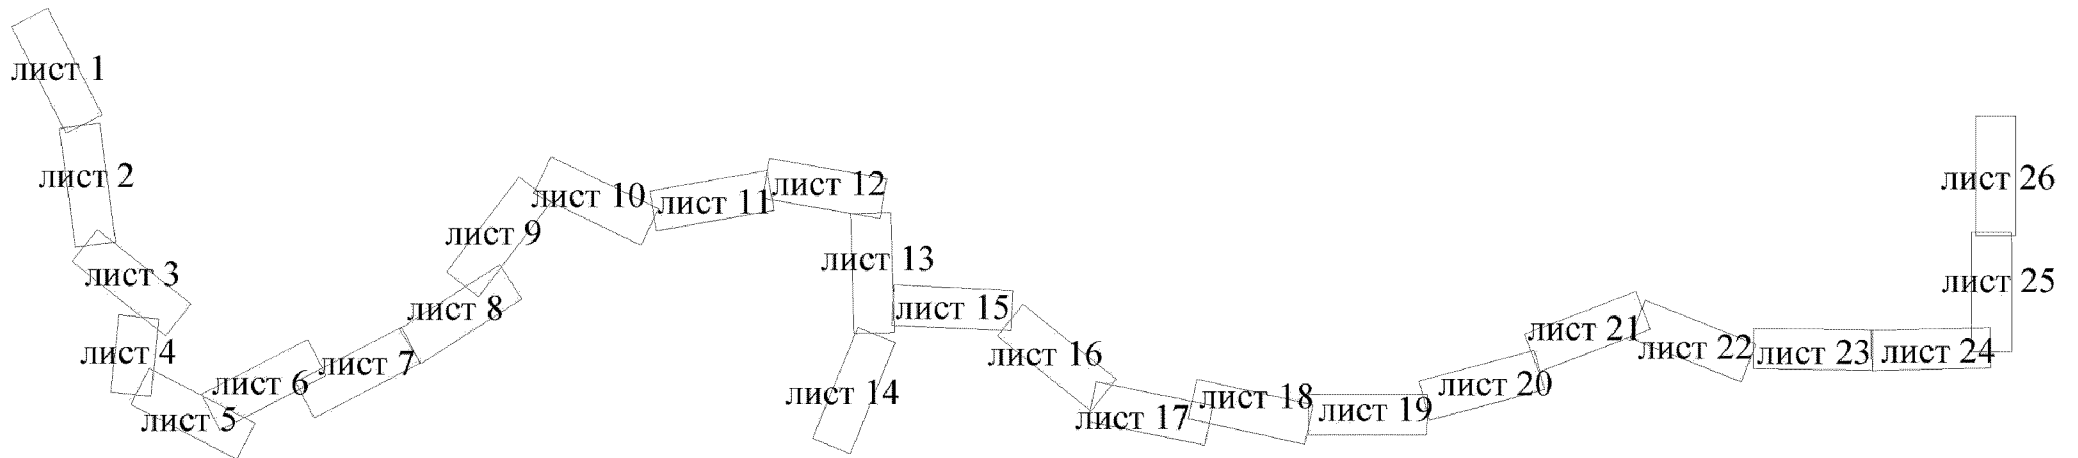 лист 1
лист 2
лист 3
лист 4
лист 5
лист 6
лист 7
лист 8
лист 9
лист 10
лист 11
лист 12
лист 13
лист 14
лист 15
лист 16
лист 17
лист 18
лист 19
лист 20
лист 21
лист 22
лист 23
лист 24
лист 25
лист 26